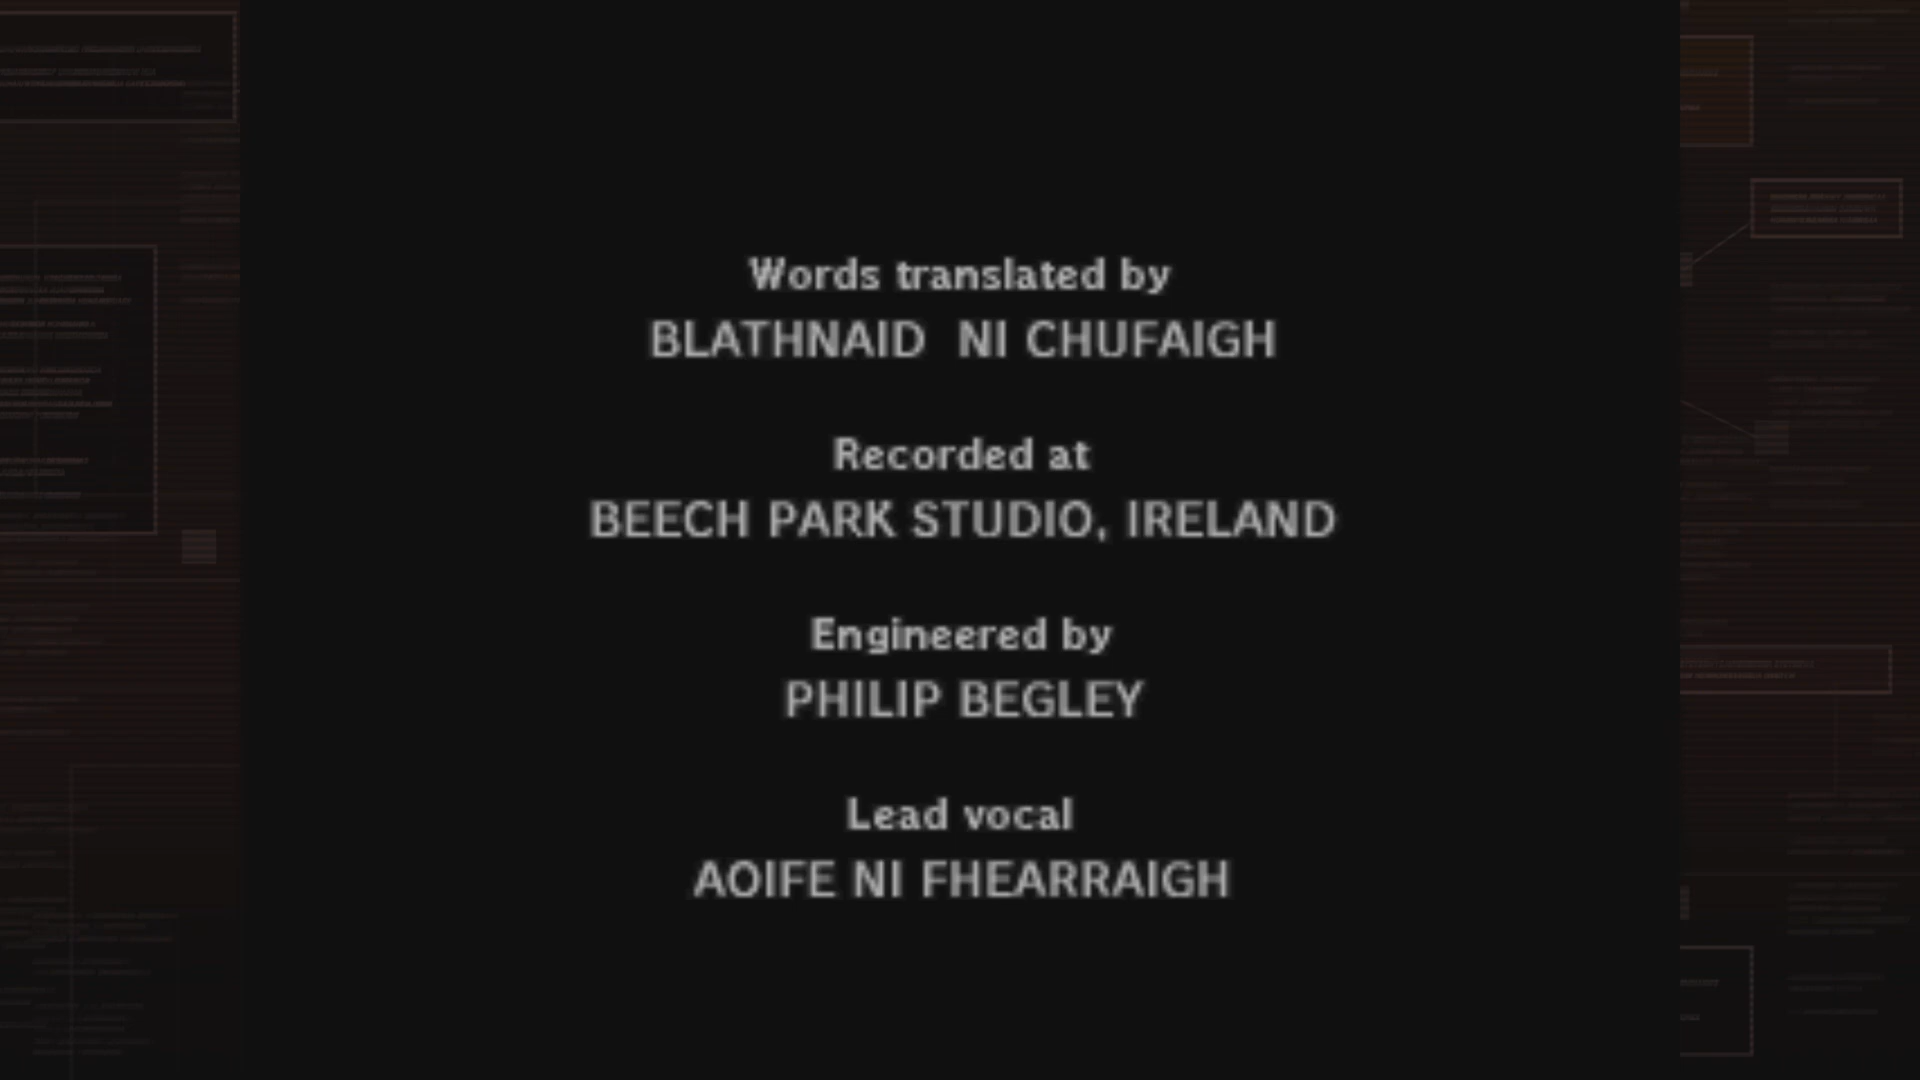 Words translated by
BLATHNAID NI CHUFAIGH
Recorded at
BEECH PARK STUDIO, IRELAND
Engineered by
PHILIP BEGLEY
Lead vocal
AOIFE NI FHEARRAIGH